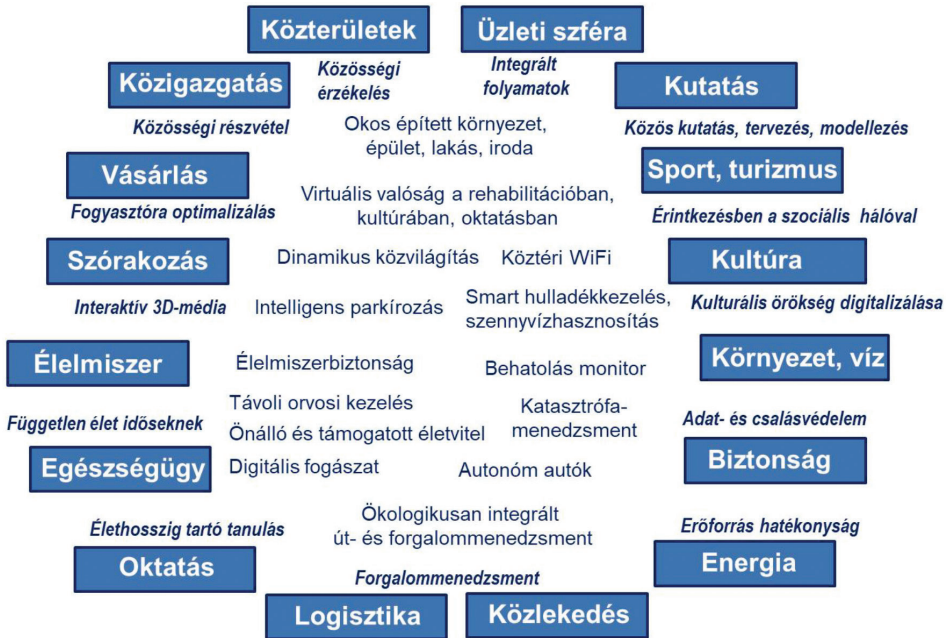 Közterületek
Üzleti szféra
Közigazgatás
Közösségi
érzékelés
Integrált
folyamatok
Kutatás
Közösségi részvétel
Okos épített környezet,
épület, lakás, iroda
Közös kutatás, tervezés, modellezés
Vásárlás
Sport, turizmus
Virtuális valóság a rehabilitációban,
kultúrában, oktatásban
Fogyasztóra optimalizálás
Érintkezésben a szociális hálóval
Szórakozás
Dinamikus közvilágítás
Köztéri WiFi
Kultúra
Interaktív 3D-média
Intelligens parkírozás
Smart hulladékkezelés,
szennyvízhasznosítás
Kulturális örökség digitalizálása
Élelmiszer
Élelmiszerbiztonság
Behatolás monitor
Környezet, víz
Távoli orvosi kezelés
Katasztrófa-
menedzsment
Független élet időseknek
Önálló és támogatott életvitel
Adat- és csalásvédelem
Egészségügy
Digitális fogászat
Autonóm autók
Biztonság
Élethosszig tartó tanulás
Ökologikusan integrált
út- és forgalommenedzsment
Erőforrás hatékonyság
Oktatás
Energia
Forgalommenedzsment
Logisztika
Közlekedés